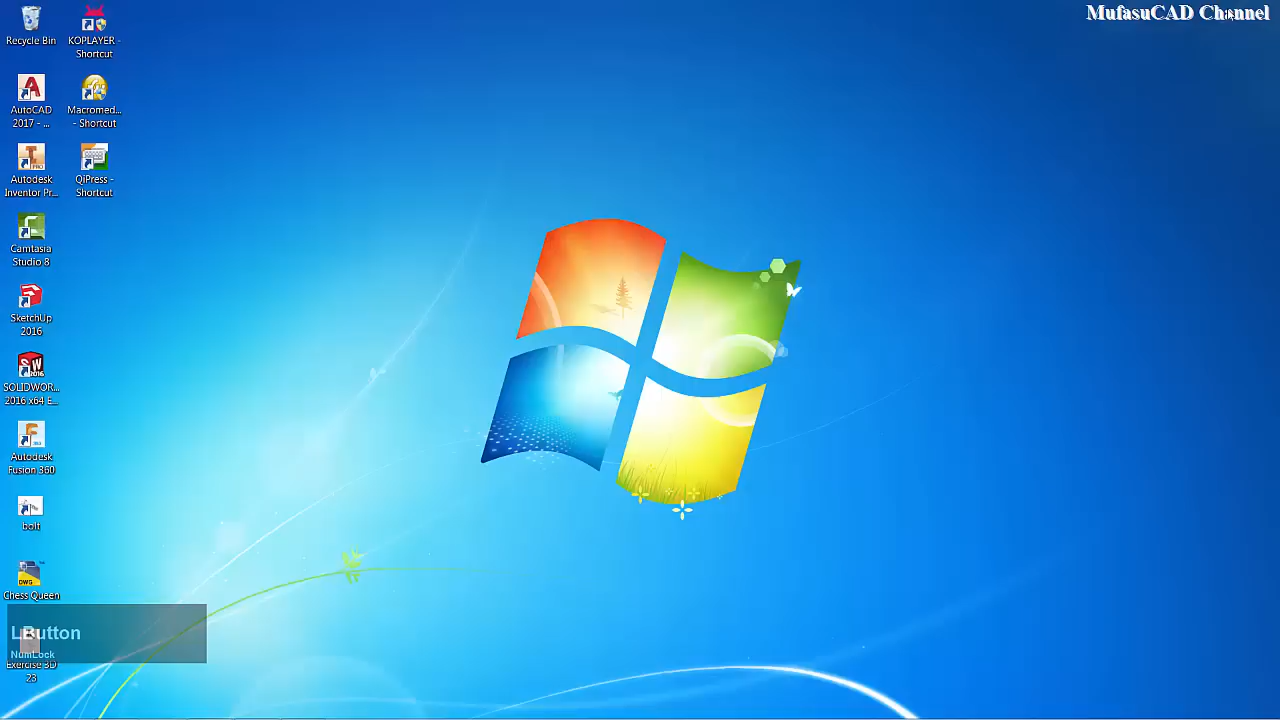 MufasuCAD Channel
Recycle Bin
KOPLAYER -
Shortcut
AutoCAD
2017 - ...
Macromed...
- Shortcut
Autodesk
Inventor Pr...
QiPress -
Shortcut
Camtasia
Studio 8
SketchUp
2016
SOLIDWOR...
2016 x64 E...
Autodesk
Fusion 360
bolt
Chess Queen
LButton
NumLock
Exercise 3D
23